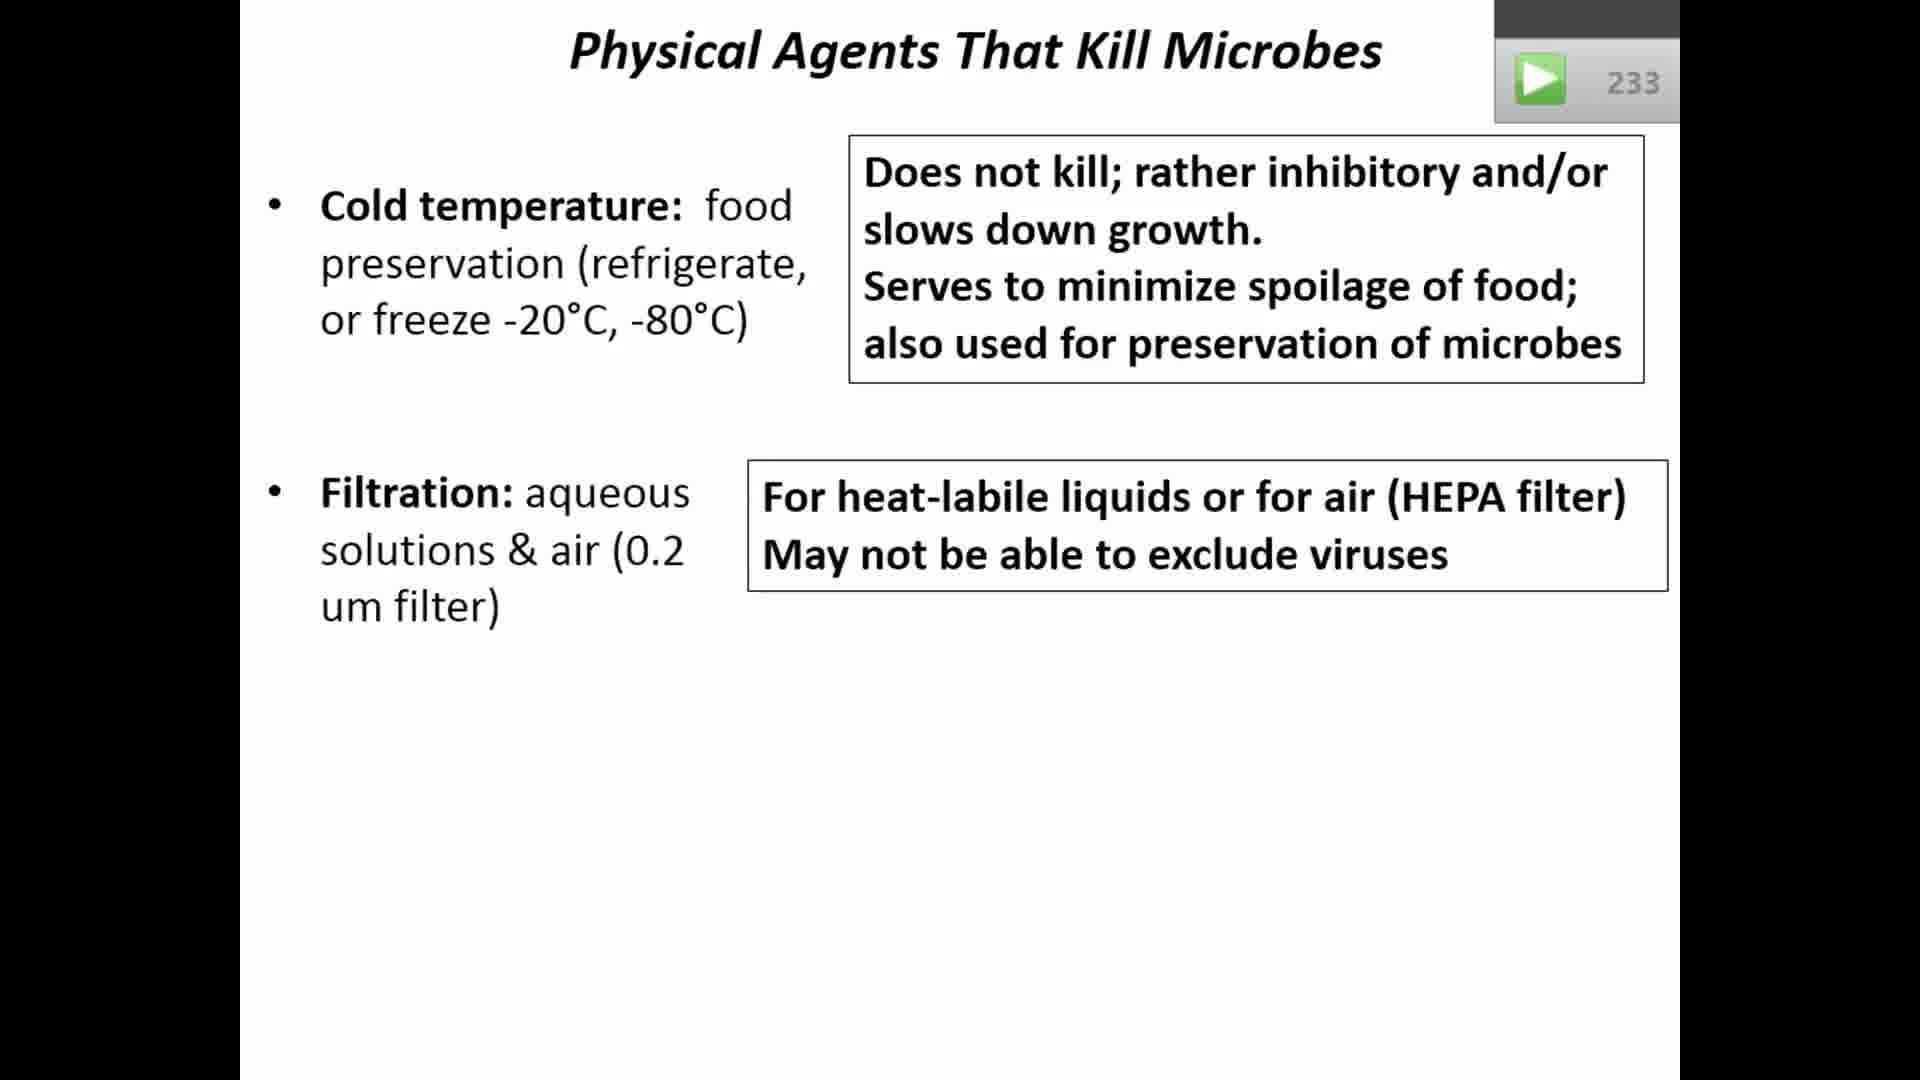 Physical Agents That Kill Microbes
233
• Cold temperature: food
preservation (refrigerate,
or freeze -20°C, -80°C)
Does not kill; rather inhibitory and/or
slows down growth.
Serves to minimize spoilage of food;
also used for preservation of microbes
• Filtration: aqueous
solutions & air (0.2
um filter)
For heat-labile liquids or for air (HEPA filter)
May not be able to exclude viruses